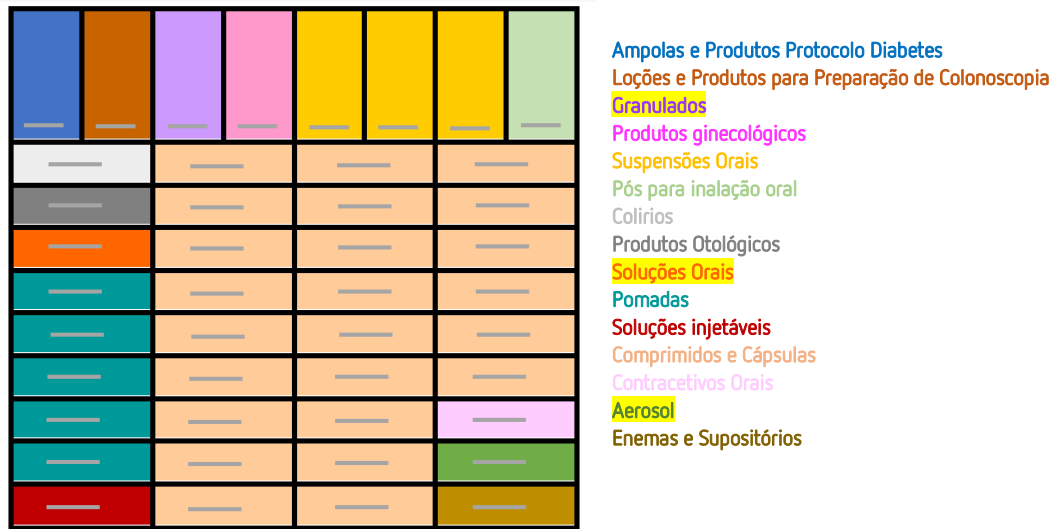 Ampolas e Produtos Protocolo Diabetes
Loções e Produtos para Preparação de Colonoscopia
Granulados
Produtos ginecológicos
Suspensões Orais
Pós para inalação oral
Colirios
Produtos Otológicos
Soluções Orais
Pomadas
Soluções injetáveis
Comprimidos e Cápsulas
Contracetivos Orais
Aerosol
Enemas e Supositórios